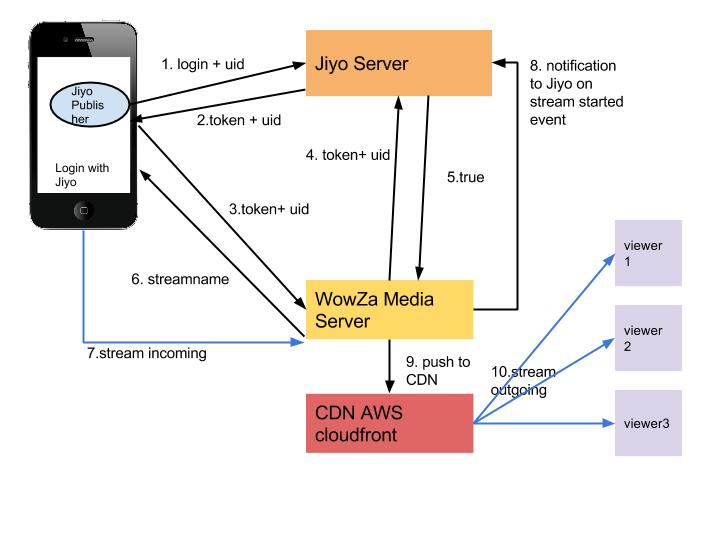 1. login + uid
Jiyo Server
8. notification
to Jiyo on
stream started
event
Jiyo
Publis
her
2.token + uid
4. token+ uid
5.true
Login with
Jiyo
3.token+ uid
6. streamname
WowZa Media
Server
viewer
1
7.stream incoming
9. push to
CDN
viewer
2
10.stream
outgoing
CDN AWS
cloudfront
viewer3